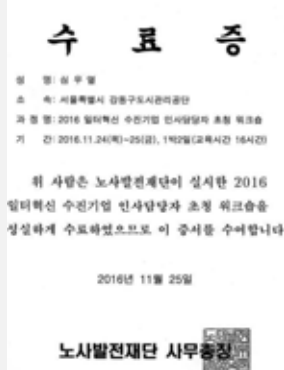 수 료 증
성 명: 심 우 열
소 속: 서울특별시 강동구도시관리공단
과 정 명: 2016 일터혁신 수진기업 인사담당자 초청 워크숍
기 간: 2016.11.24(목)~25(금), 1박2일(교육시간 16시간)
위 사람은 노사발전재단이 실시한 2016
일터혁신 수진기업 인사담당자 초청 워크숍을
성실하게 수료하였으므로 이 증서를 수여합니다
2016년 11월 25일
노사발전재단 사무총장